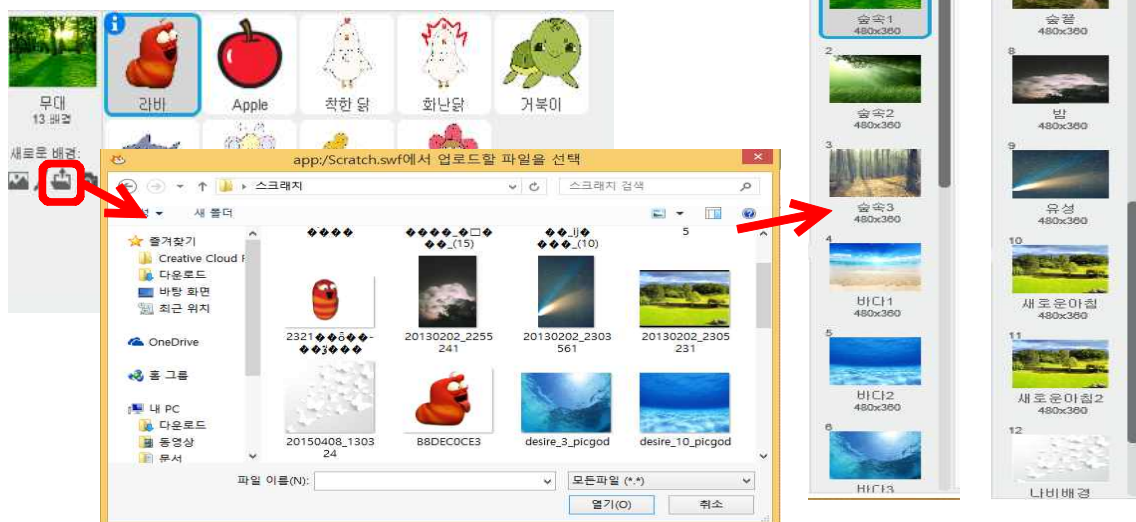 무대
13 배경
새로운 배경:
라바
Apple
착한 닭
화난닭
거북이
app:/Scratch.swf에서 업로드할 파일을 선택
스크래치
스크래치 검색
새 폴더
즐겨찾기
Creative Cloud F
다운로드
바탕 화면
최근 위치
OneDrive
홈 그룹
내 PC
다운로드
동영상
문서
(15)
(10)
5
2321
20130202_2255
241
20130202_2303
561
20130202_2305
231
20150408_1303
24
B8DEC0CE3
desire_3_picgod
desire_10_picgod
파일 이름(N):
모든파일 (*.*)
열기(O)
취소
숲속1
480x360
2
숲속2
480x360
3
숲속3
480x360
4
바다1
480x360
5
바다2
480x360
6
바다3
숲끝
480x360
8
밤
480x360
9
유성
480x360
10
새로운아침
480x360
11
새로운아침2
480x360
12
나비배경